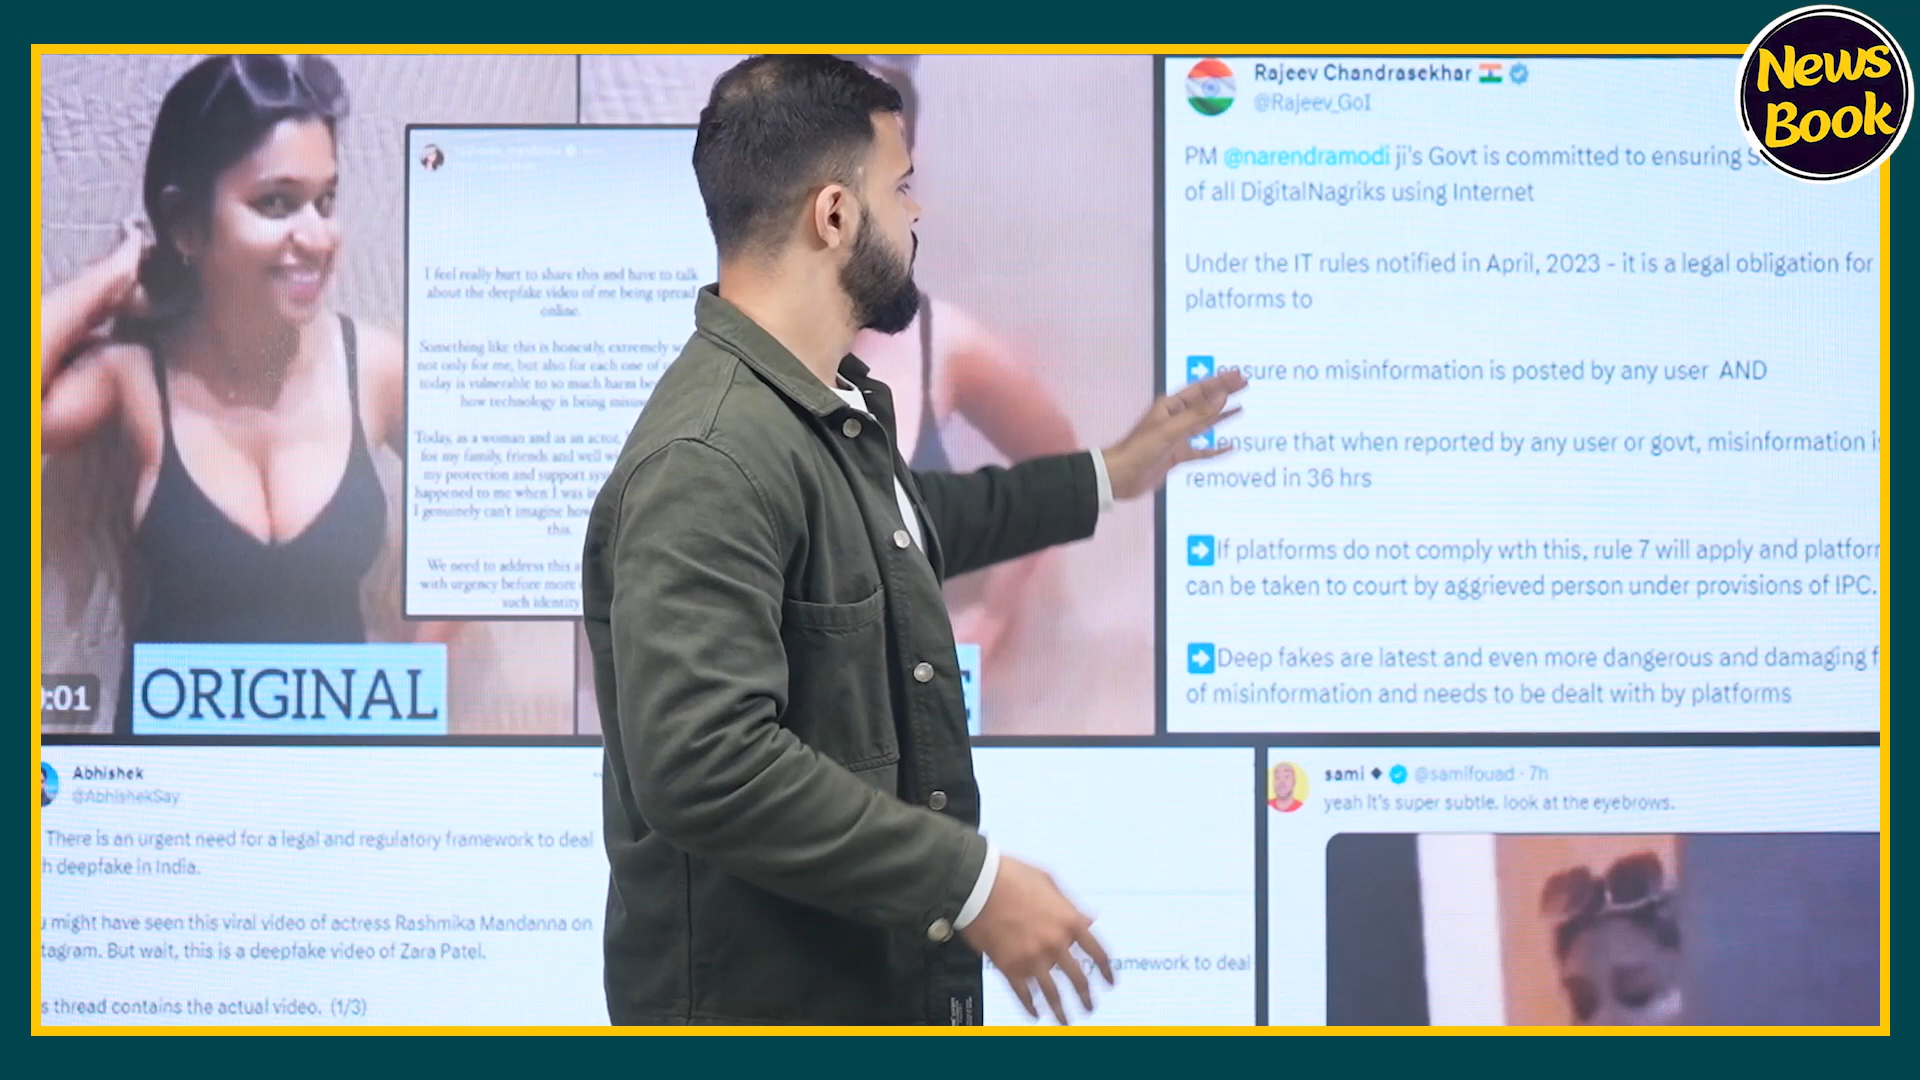 News
Book
I feel really hurt to share this and have to talk
about the deepfake video of me being spread
online.
Something like this is honestly, extremely
not only for me, but also for each one of
today is vulnerable to so much harm
how technology is being
Today, as a woman and as an actor,
for my family, friends and well
my protection and support
happened to me when I was in
I genuinely can't imagine how
this.
We need to address this a
with urgency before more
such identity
ORIGINAL
:01
E
Rajeev Chandrasekhar
@Rajeev_GoI
PM @narendramodi ji's Govt is committed to ensuring S
of all DigitalNagriks using Internet
Under the IT rules notified in April, 2023 - it is a legal obligation for
platforms to
ensure no misinformation is posted by any user AND
ensure that when reported by any user or govt, misinformation is
removed in 36 hrs
If platforms do not comply wth this, rule 7 will apply and platfor
can be taken to court by aggrieved person under provisions of IPC.
Deep fakes are latest and even more dangerous and damaging f
of misinformation and needs to be dealt with by platforms
Abhishek
@AbhishekSay
There is an urgent need for a legal and regulatory framework to deal
h deepfake in India.
u might have seen this viral video of actress Rashmika Mandanna on
tagram. But wait, this is a deepfake video of Zara Patel.
s thread contains the actual video. (1/3)
ramework to deal
sami
@samifouad · 7h
yeah it's super subtle. look at the eyebrows.